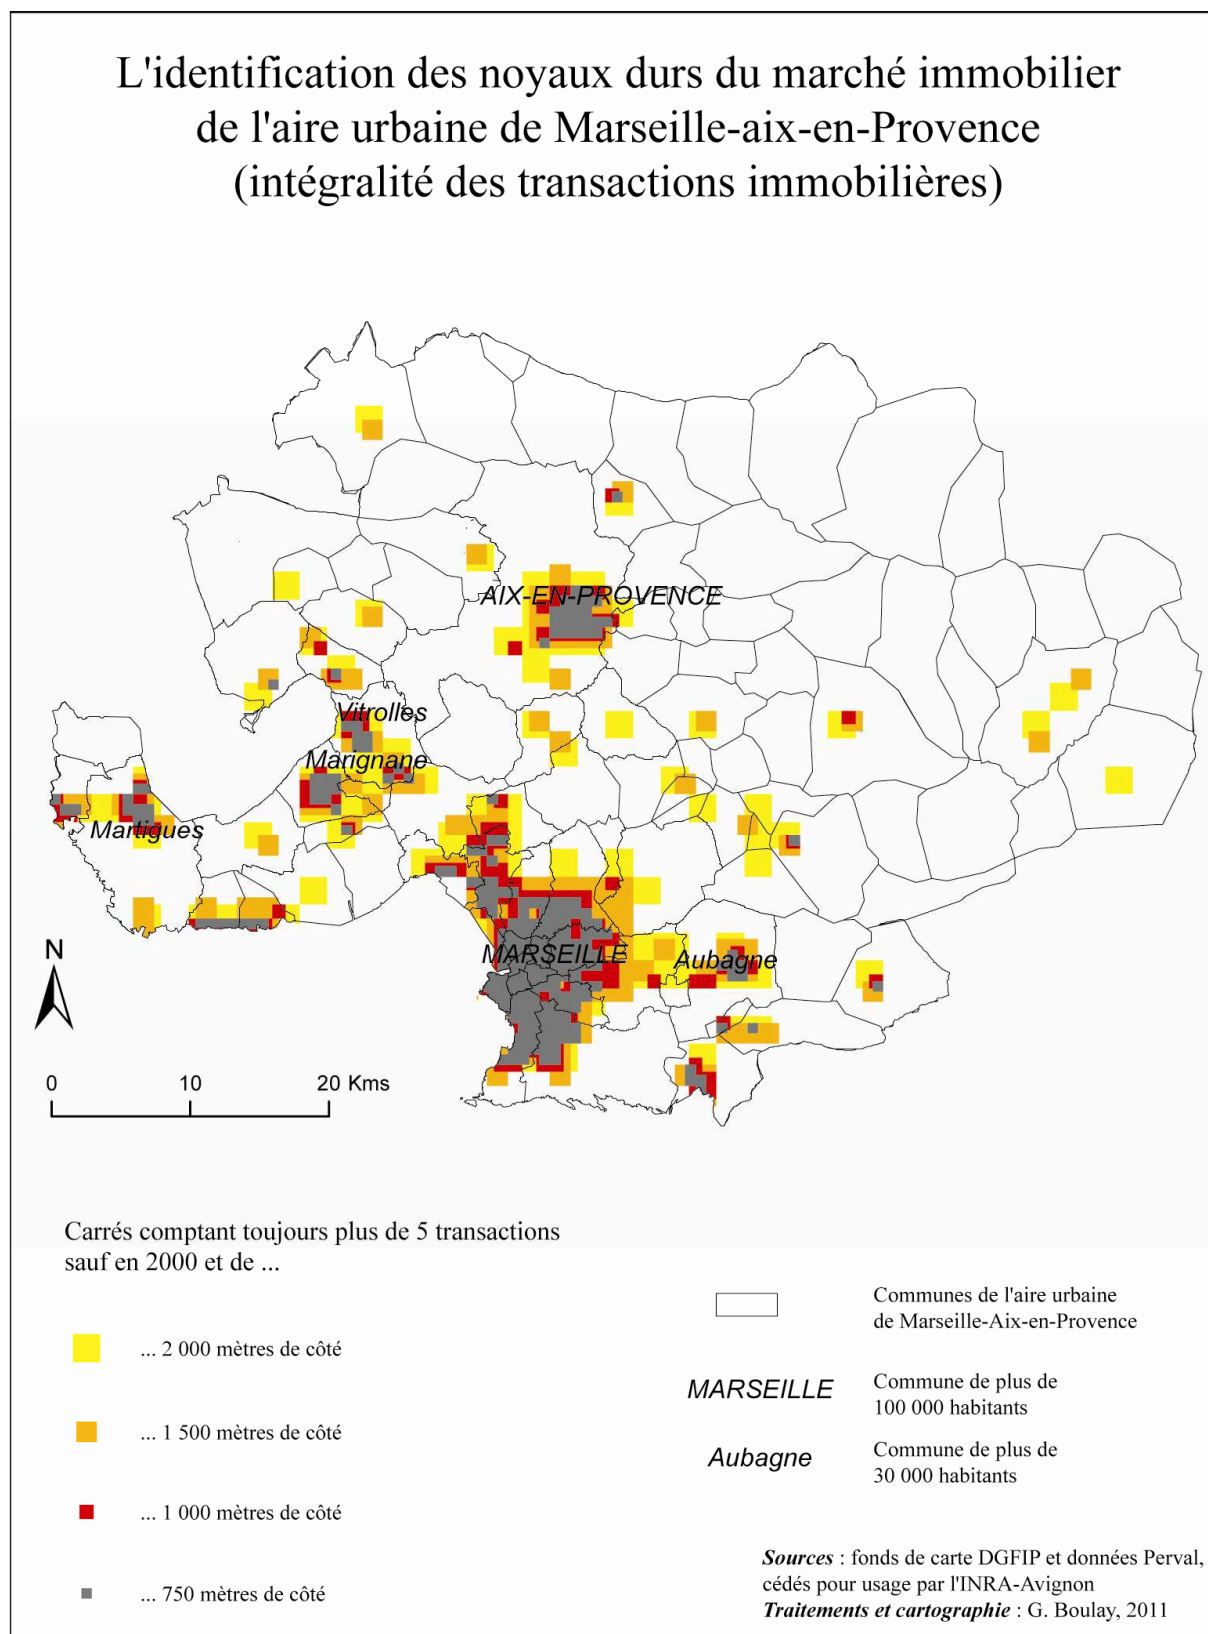 L'identification des noyaux durs du marché immobilier
de l'aire urbaine de Marseille-aix-en-Provence
(intégralité des transactions immobilières)
AIX-EN-PROVENCE
Vitrolles
Marignane
Martigues
MARSEILLE
Aubagne
N
0 10 20 Kms
Carrés comptant toujours plus de 5 transactions
sauf en 2000 et de ...
... 2 000 mètres de côté
... 1 500 mètres de côté
... 1 000 mètres de côté
... 750 mètres de côté
Communes de l'aire urbaine
de Marseille-Aix-en-Provence
MARSEILLE
Commune de plus de
100 000 habitants
Aubagne
Commune de plus de
30 000 habitants
Sources : fonds de carte DGFIP et données Perval,
cédés pour usage par l'INRA-Avignon
Traitements et cartographie : G. Boulay, 2011